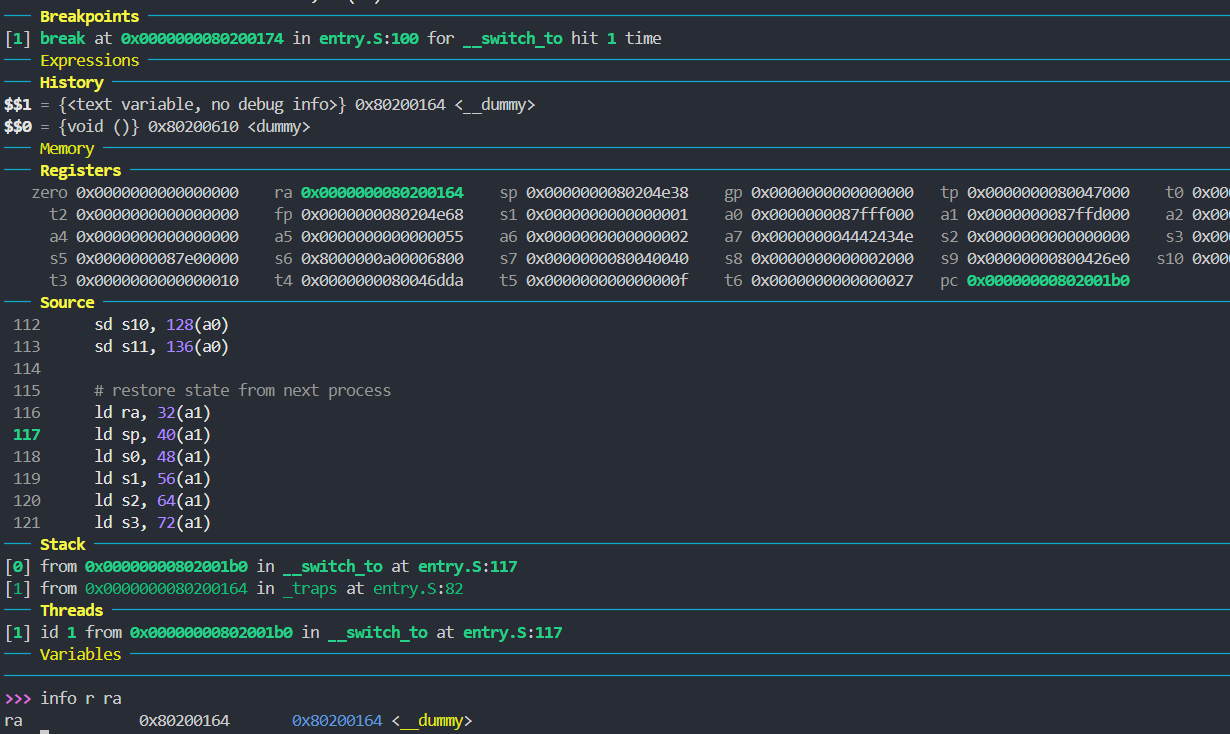 Breakpoints
[1] break at 0x0000000080200174 in entry.S:100 for __switch_to hit 1 time
Expressions
History
$$1 = {<text variable, no debug info>} 0x80200164 <__dummy>
$$0 = {void ()} 0x80200610 <dummy>
Memory
Registers
zero 0x0000000000000000 ra 0x0000000080200164 sp 0x0000000080204e38 gp 0x0000000000000000 tp 0x0000000080047000 t0 0x00
t2 0x0000000000000000 fp 0x0000000080204e68 s1 0x0000000000000001 a0 0x0000000087fff000 a1 0x0000000087ffd000 a2 0x00
a4 0x0000000000000000 a5 0x0000000000000055 a6 0x0000000000000002 a7 0x000000004442434e s2 0x0000000000000000 s3 0x00
s5 0x0000000087e00000 s6 0x8000000a00006800 s7 0x0000000080040040 s8 0x0000000000002000 s9 0x00000000800426e0 s10 0x00
t3 0x0000000000000010 t4 0x0000000080046dda t5 0x000000000000000f t6 0x0000000000000027 pc 0x00000000802001b0
Source
112 sd s10, 128(a0)
113 sd s11, 136(a0)
114
115 # restore state from next process
116 ld ra, 32(a1)
117 ld sp, 40(a1)
118 ld s0, 48(a1)
119 ld s1, 56(a1)
120 ld s2, 64(a1)
121 ld s3, 72(a1)
Stack
[0] from 0x00000000802001b0 in __switch_to at entry.S:117
[1] from 0x0000000080200164 in _traps at entry.S:82
Threads
[1] id 1 from 0x00000000802001b0 in __switch_to at entry.S:117
Variables
>>> info r ra
ra 0x80200164 0x80200164 <__dummy>